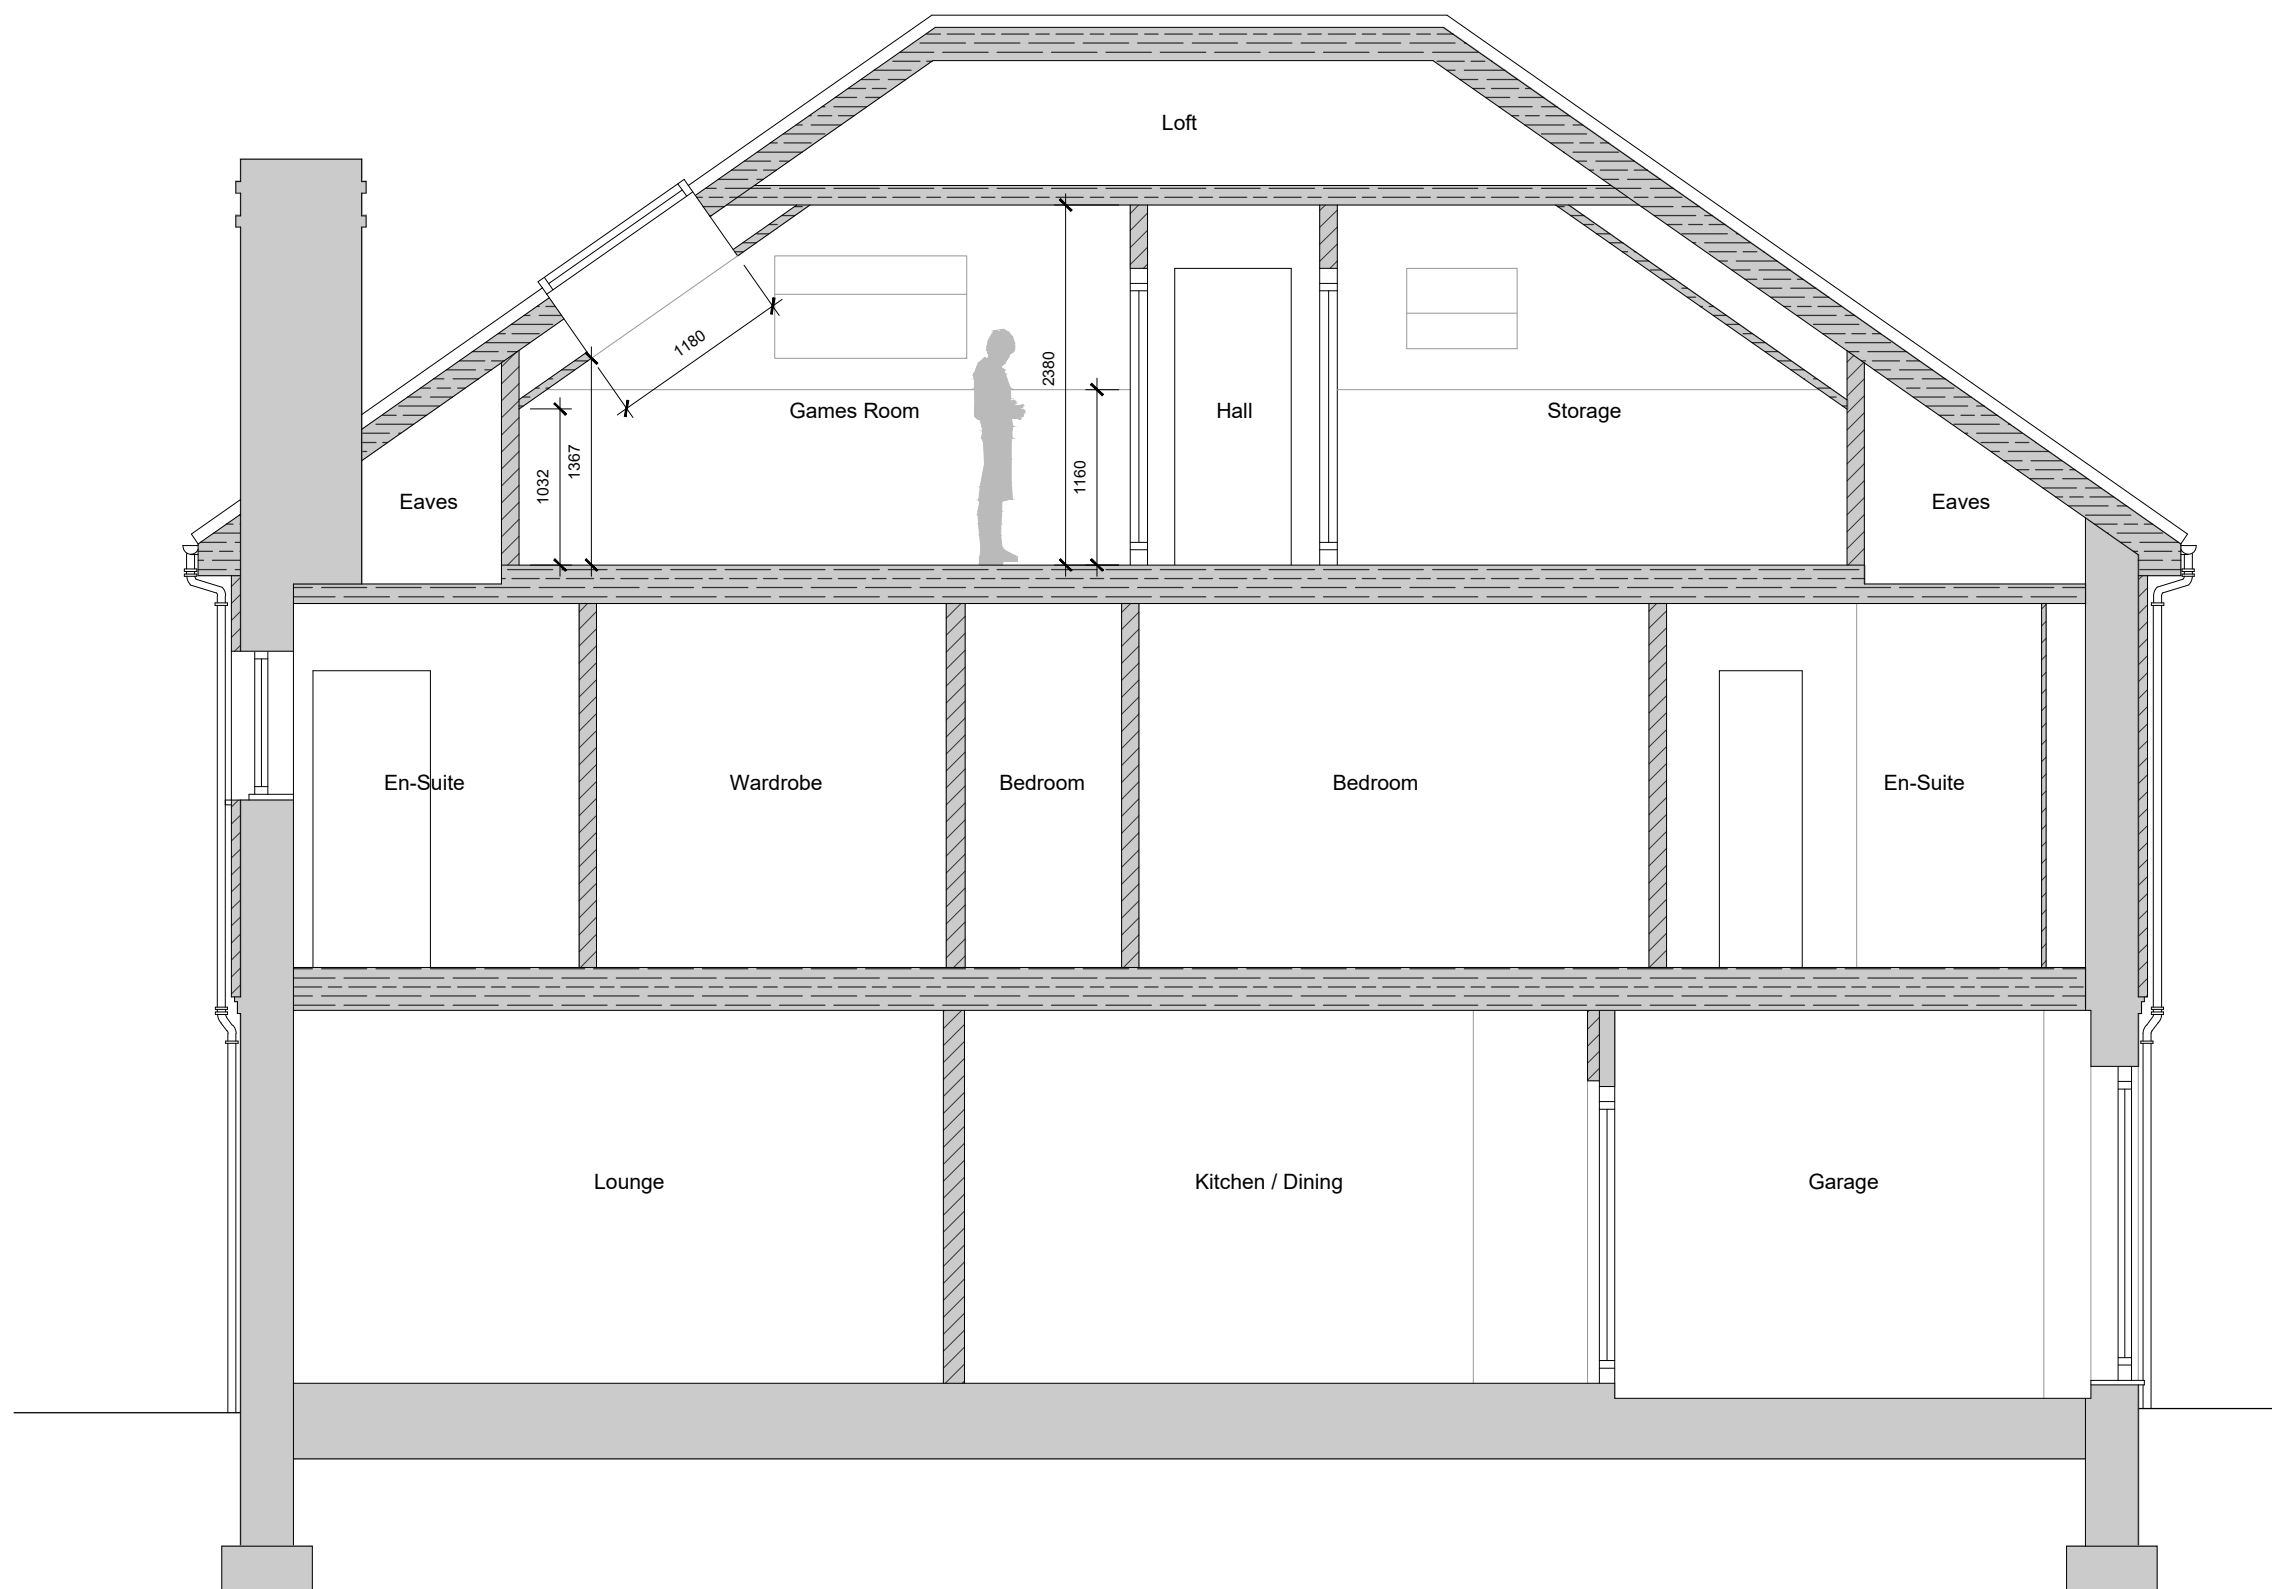 Loft
1180
2380
Games Room
Hall
Storage
1032
1367
1160
Eaves
Eaves
En-Suite
Wardrobe
Bedroom
Bedroom
En-Suite
Lounge
Kitchen / Dining
Garage